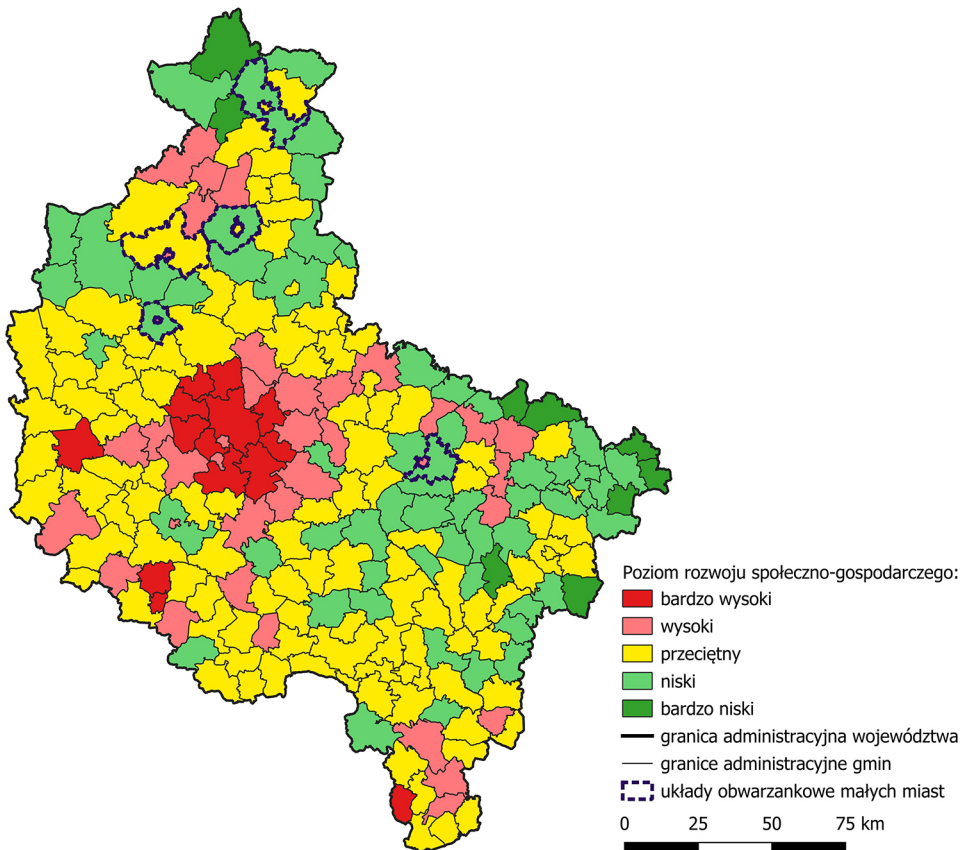 Poziom rozwoju społeczno-gospodarczego:
bardzo wysoki
wysoki
przeciętny
niski
bardzo niski
granica administracyjna województwa
granice administracyjne gmin
układy obwarzankowe małych miast
0 25 50 75 km